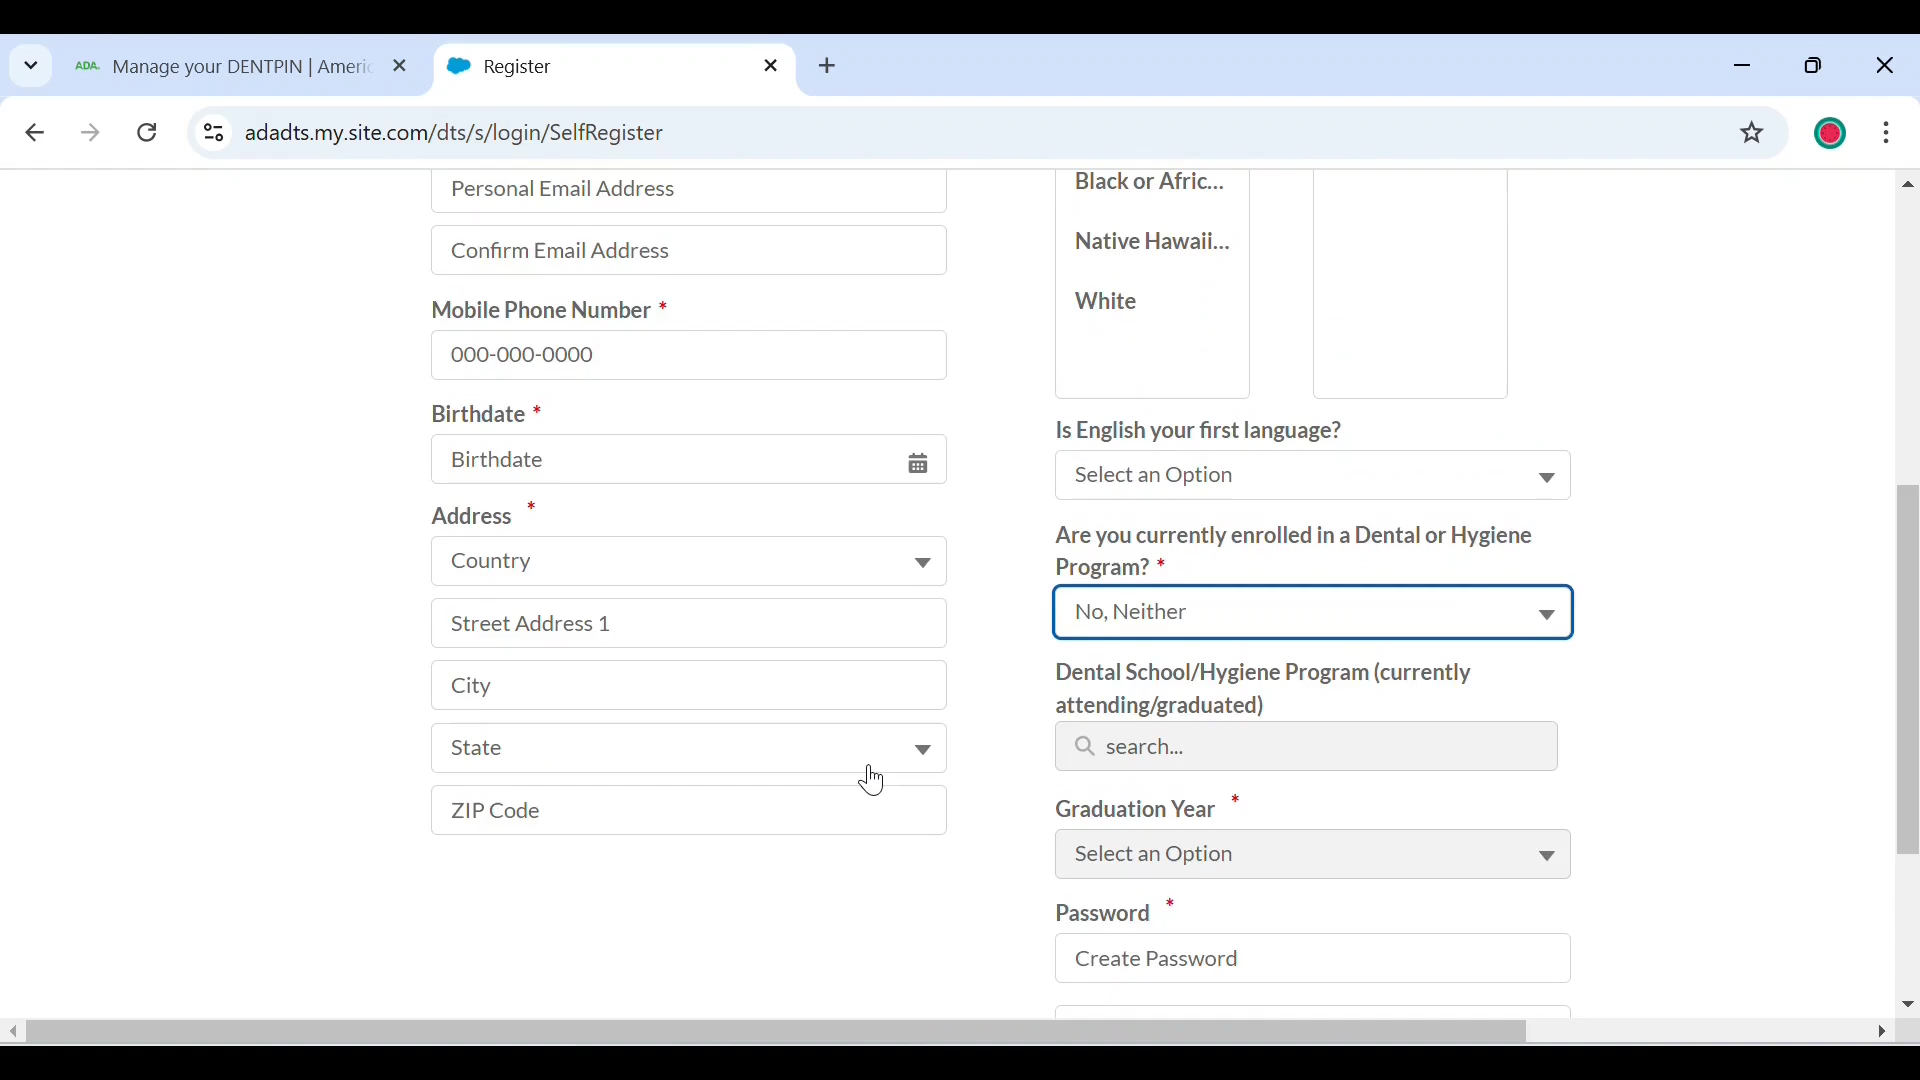 ADA. Manage your DENTPIN | Americ
Register
adadts.my.site.com/dts/s/login/SelfRegister
Personal Email Address
Confirm Email Address
Mobile Phone Number *
000-000-0000
Birthdate *
Birthdate
Address *
Country
Street Address 1
City
State
ZIP Code
Black or Afric...
Native Hawaii...
White
Is English your first language?
Select an Option
Are you currently enrolled in a Dental or Hygiene
Program? *
No, Neither
Dental School/Hygiene Program (currently
attending/graduated)
search...
Graduation Year *
Select an Option
Password *
Create Password